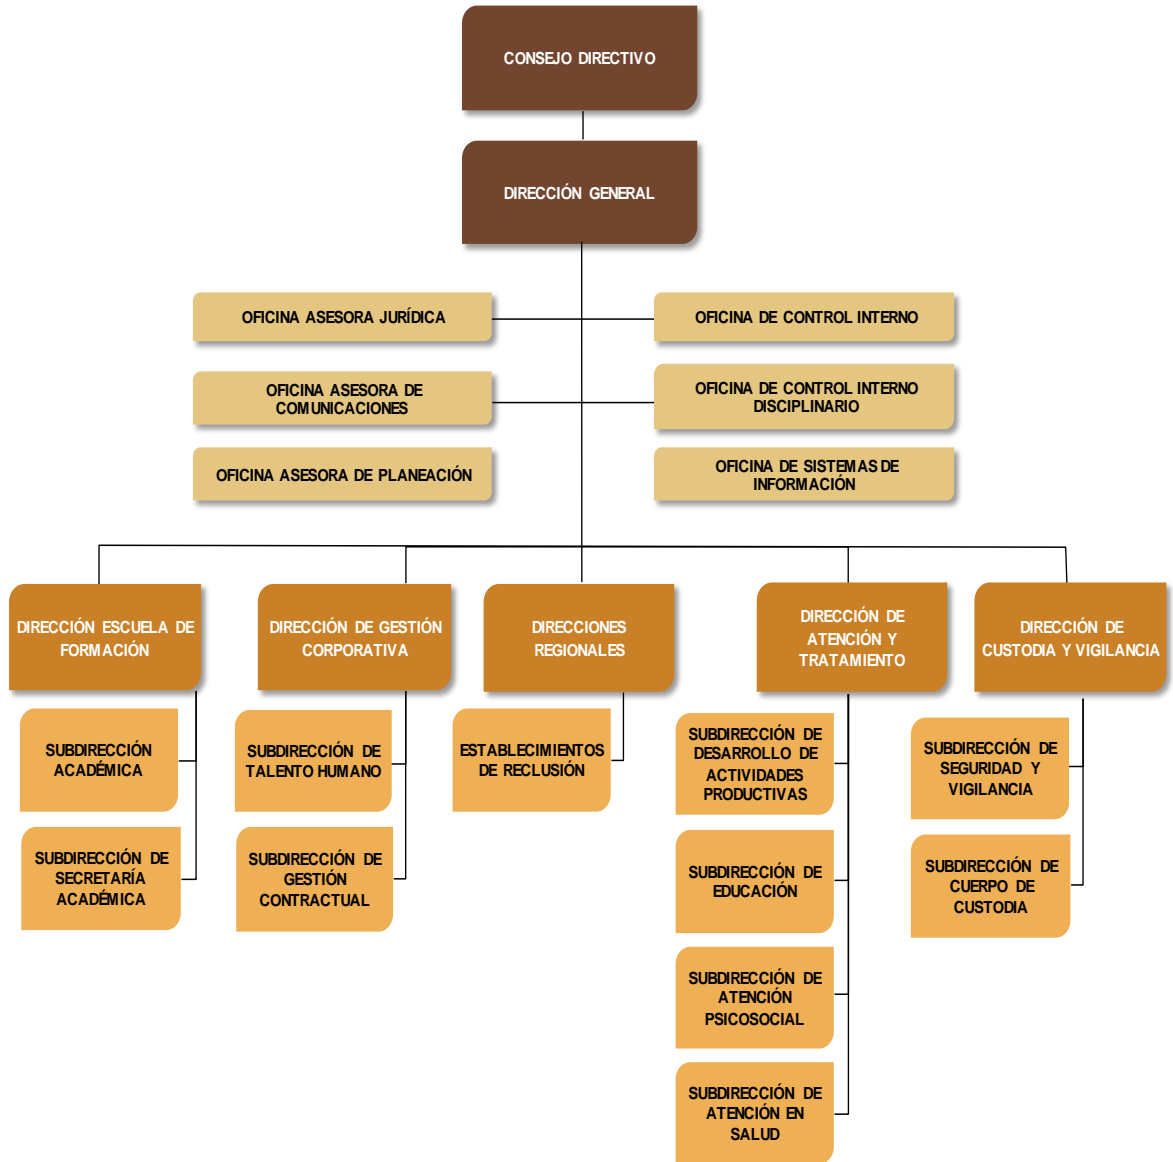 CONSEJO DIRECTIVO
DIRECCIÓN GENERAL
OFICINA ASESORA JURÍDICA
OFICINA DE CONTROL INTERNO
OFICINA ASESORA DE
COMUNICACIONES
OFICINA DE CONTROL INTERNO
DISCIPLINARIO
OFICINA ASESORA DE PLANEACIÓN
OFICINA DE SISTEMAS DE
INFORMACIÓN
DIRECCIÓN ESCUELA DE
FORMACIÓN
DIRECCIÓN DE GESTIÓN
CORPORATIVA
DIRECCIONES
REGIONALES
DIRECCIÓN DE
ATENCIÓN Y
TRATAMIENTO
DIRECCIÓN DE
CUSTODIA Y VIGILANCIA
SUBDIRECCIÓN
ACADÉMICA
SUBDIRECCIÓN DE
TALENTO HUMANO
ESTABLECIMIENTOS
DE RECLUSIÓN
SUBDIRECCIÓN DE
DESARROLLO DE
ACTIVIDADES
PRODUCTIVAS
SUBDIRECCIÓN DE
SEGURIDAD Y
VIGILANCIA
SUBDIRECCIÓN DE
SECRETARÍA
ACADÉMICA
SUBDIRECCIÓN DE
GESTIÓN
CONTRACTUAL
SUBDIRECCIÓN DE
EDUCACIÓN
SUBDIRECCIÓN DE
CUERPO DE
CUSTODIA
SUBDIRECCIÓN DE
ATENCIÓN
PSICOSOCIAL
SUBDIRECCIÓN DE
ATENCIÓN EN
SALUD